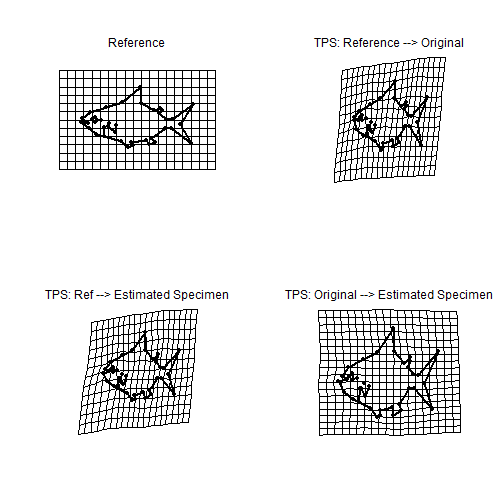 Reference
TPS: Reference --> Original
TPS: Ref --> Estimated Specimen
TPS: Original --> Estimated Specimen